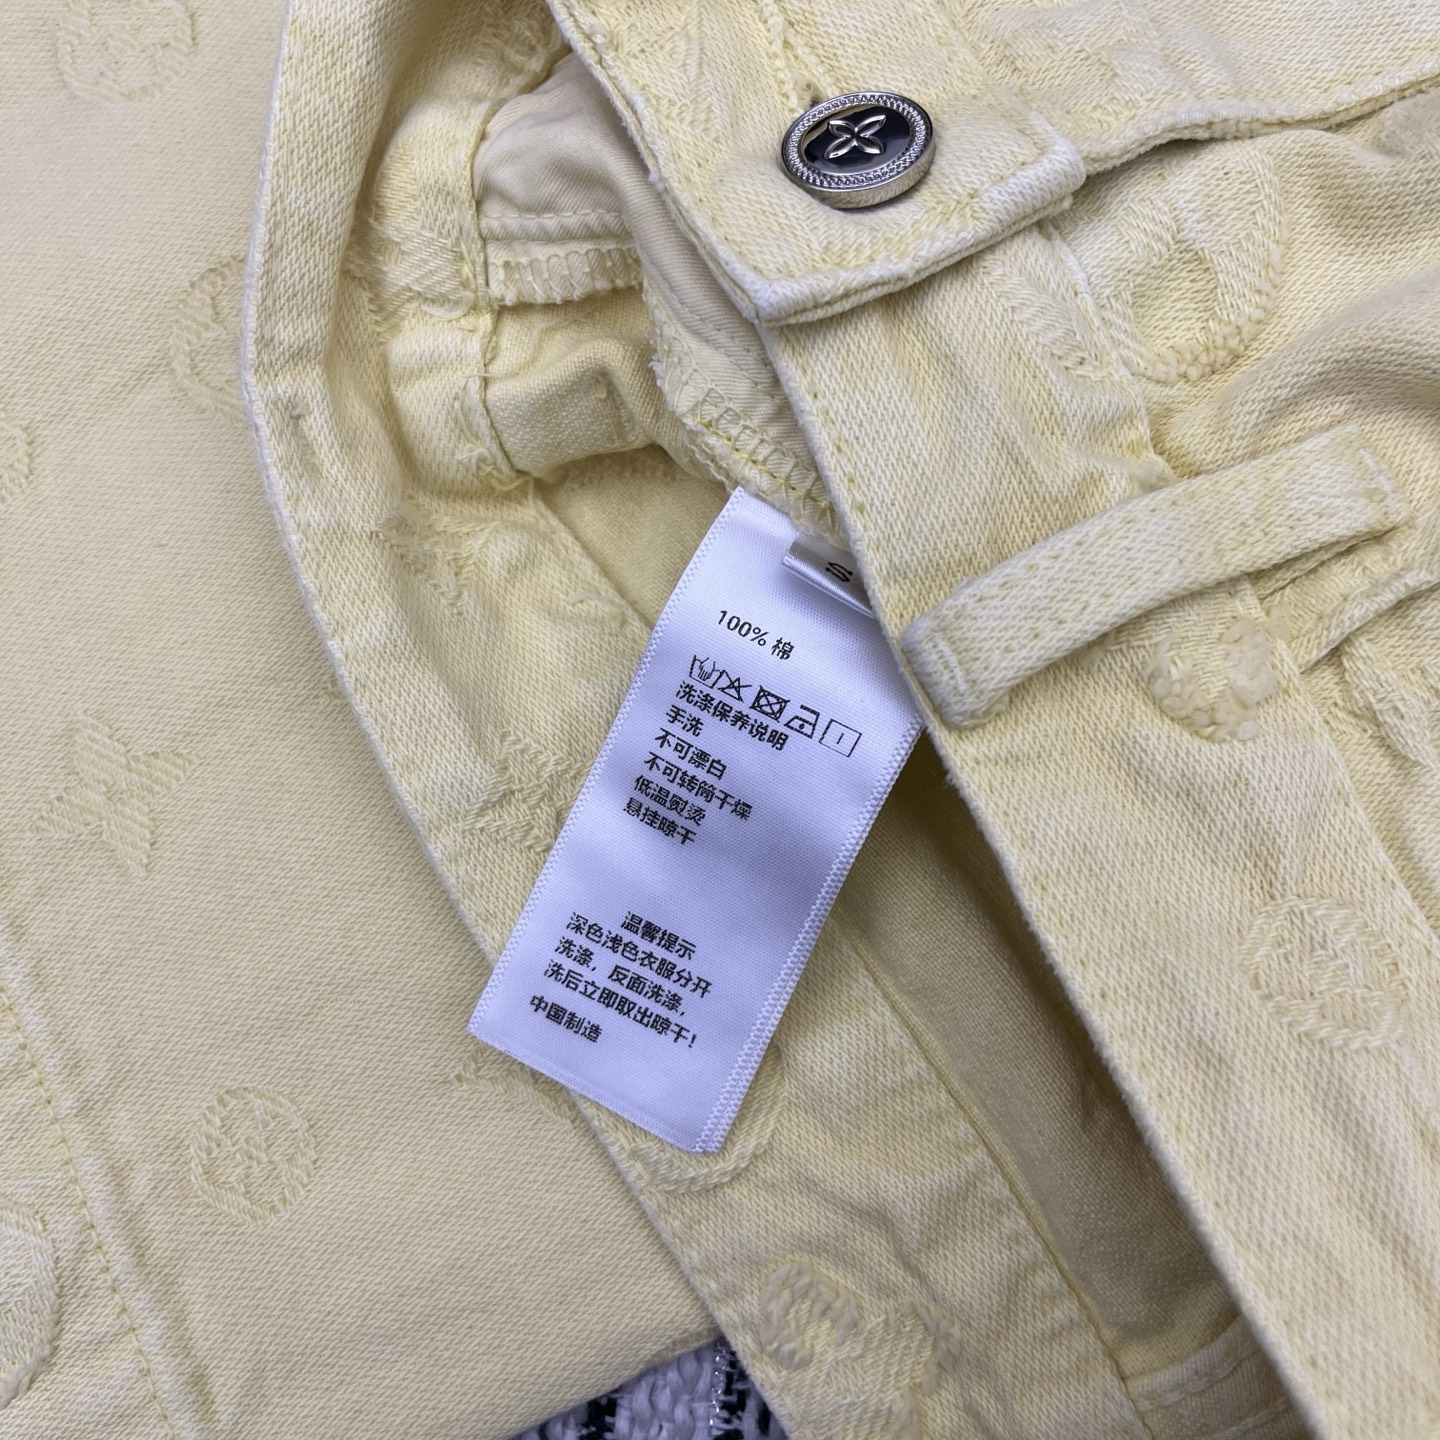 S
100% 棉
洗涤保养说明
手洗
不可漂白
不可转筒干燥
低温熨烫
悬挂晾干
温馨提示
深色浅色衣服分开
洗涤，反面洗涤，
洗后立即取出晾干！
中国制造